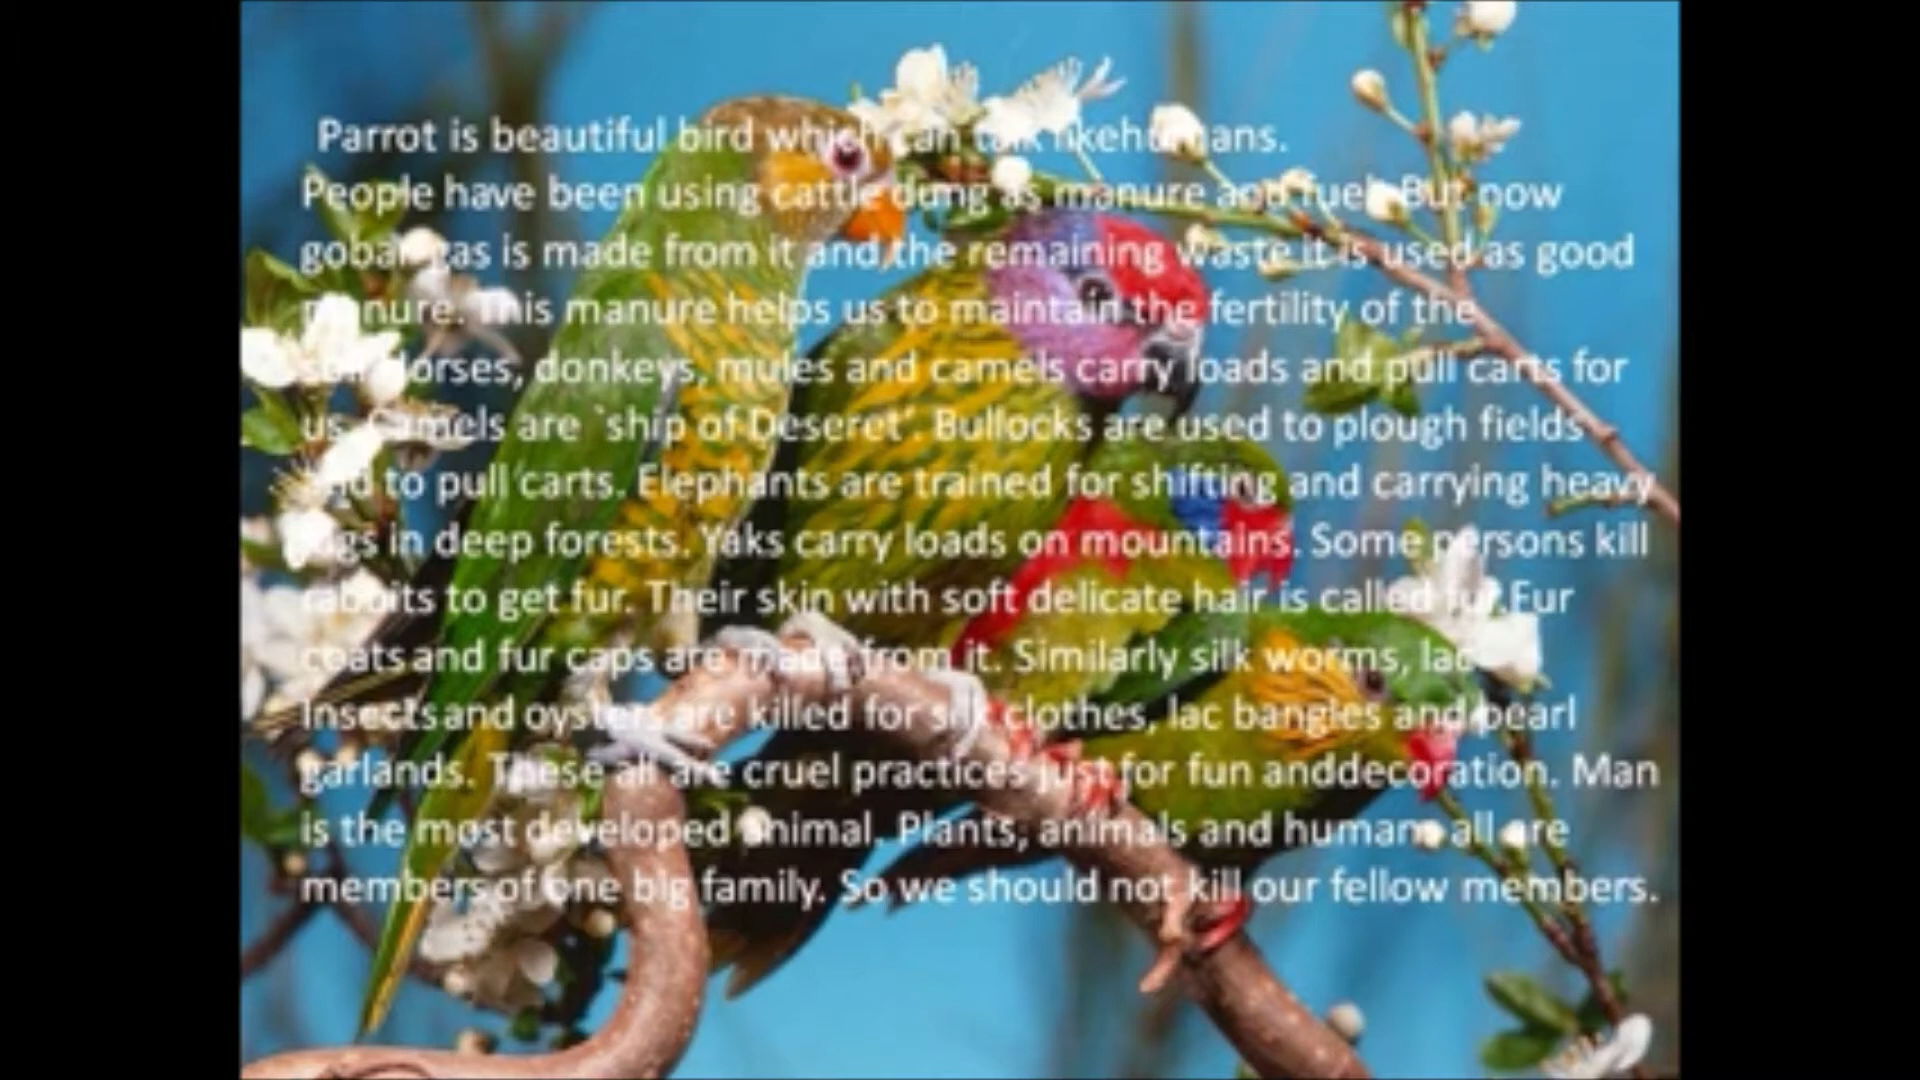 Parrot is beautiful bird which can talk likehumans.
People have been using cattle dung as manure and fuel. But now
gobar gas is made from it and the remaining waste it is used as good
manure. This manure helps us to maintain the fertility of the
soil. Horses, donkeys, mules and camels carry loads and pull carts for
us. Camels are `ship of Deseret'. Bullocks are used to plough fields
and to pull carts. Elephants are trained for shifting and carrying heavy
logs in deep forests. Yaks carry loads on mountains. Some persons kill
rabbits to get fur. Their skin with soft delicate hair is called fur.Fur
coats and fur caps are made from it. Similarly silk worms, lac
Insects and oysters are killed for silk clothes, lac bangles and pearl
garlands. These all are cruel practices just for fun anddecoration. Man
is the most developed animal. Plants, animals and humans all are
members of one big family. So we should not kill our fellow members.